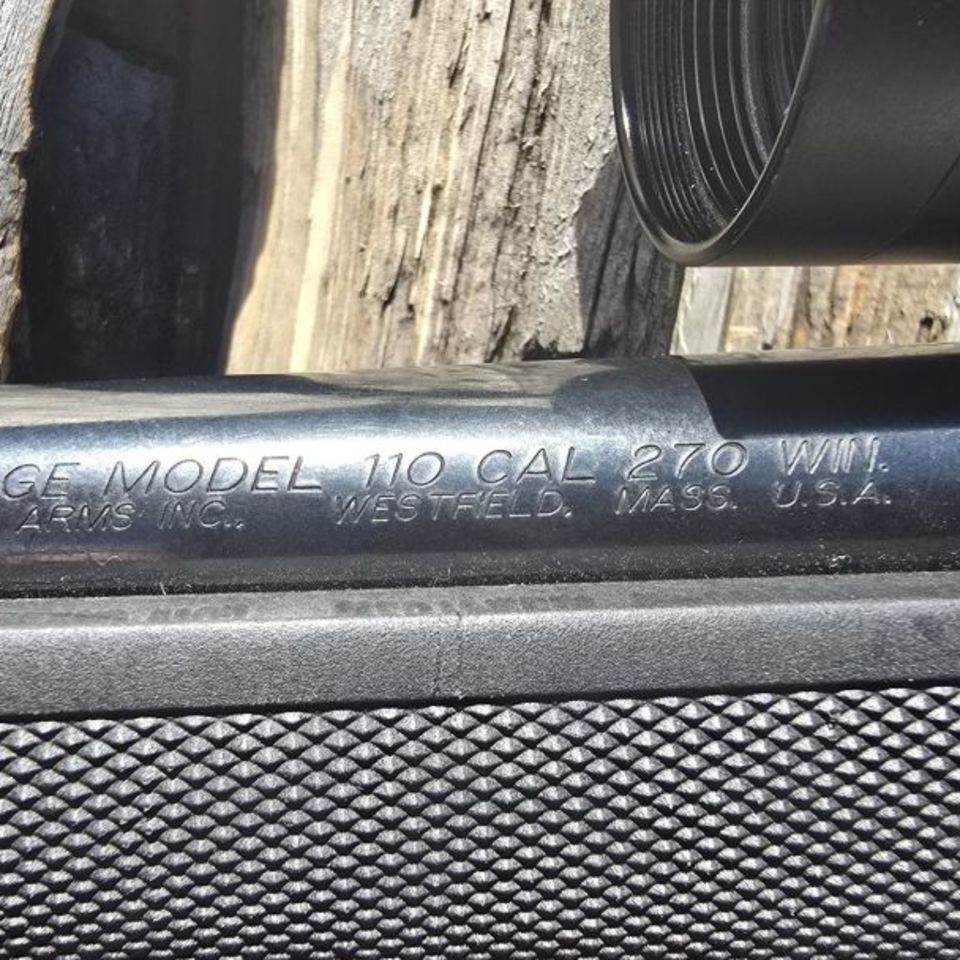 GE MODEL 110 CAL 270 WIN.
ARMS INC., WESTFIELD, MASS. U.S.A.